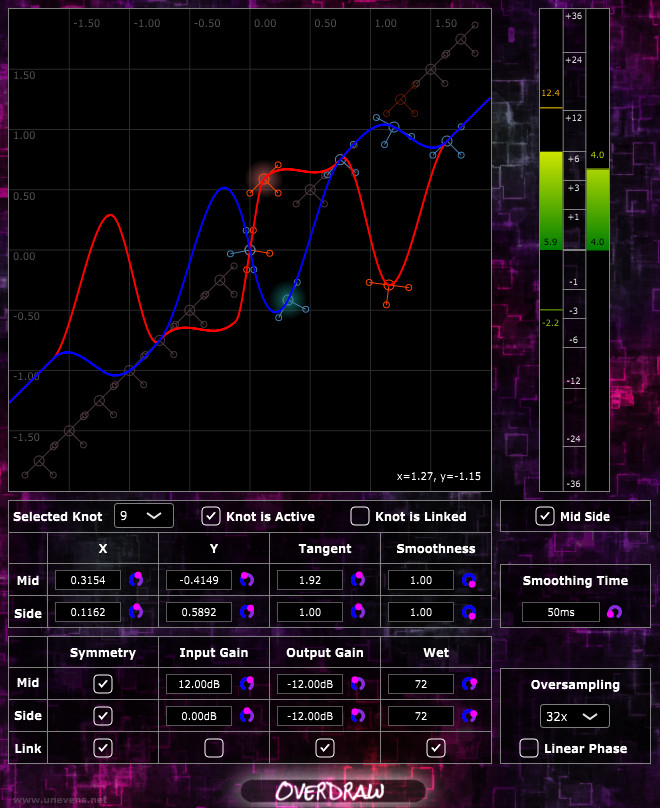 -1.50 -1.00 -0.50 0.00 0.50 1.00 1.50
1.50
1.00
0.50
0.00
-0.50
-1.00
-1.50
x=1.27, y=-1.15
+36
+24
+12
+6
+3
+1
-1
-3
-6
-12
-24
-36
12.4
5.9
-2.2
4.0
4.0
Selected Knot 9 Knot is Active Knot is Linked
X Y Tangent Smoothness
Mid 0.3154 -0.4149 1.92 1.00
Side 0.1162 0.5892 1.00 1.00
Mid Side
Smoothing Time
50ms
Symmetry Input Gain Output Gain Wet
Mid 12.00dB -12.00dB 72
Side 0.00dB -12.00dB 72
Link
Oversampling
32x
Linear Phase
www.unevens.net
OVERDRAW